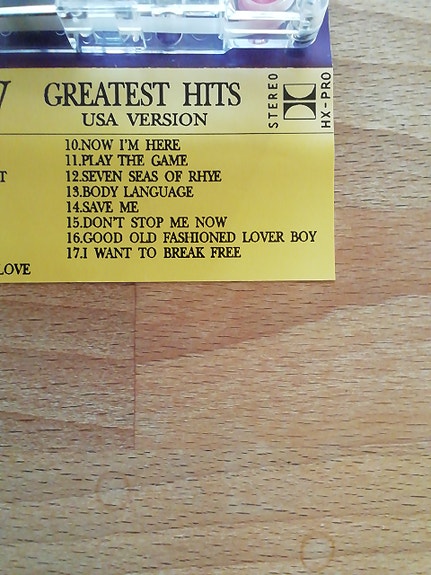 GREATEST HITS
USA VERSION
STEREO
HX-PRO
10.NOW I'M HERE
11.PLAY THE GAME
T
12.SEVEN SEAS OF RHYE
13.BODY LANGUAGE
14.SAVE ME
15.DON'T STOP ME NOW
16.GOOD OLD FASHIONED LOVER BOY
17.I WANT TO BREAK FREE
LOVE